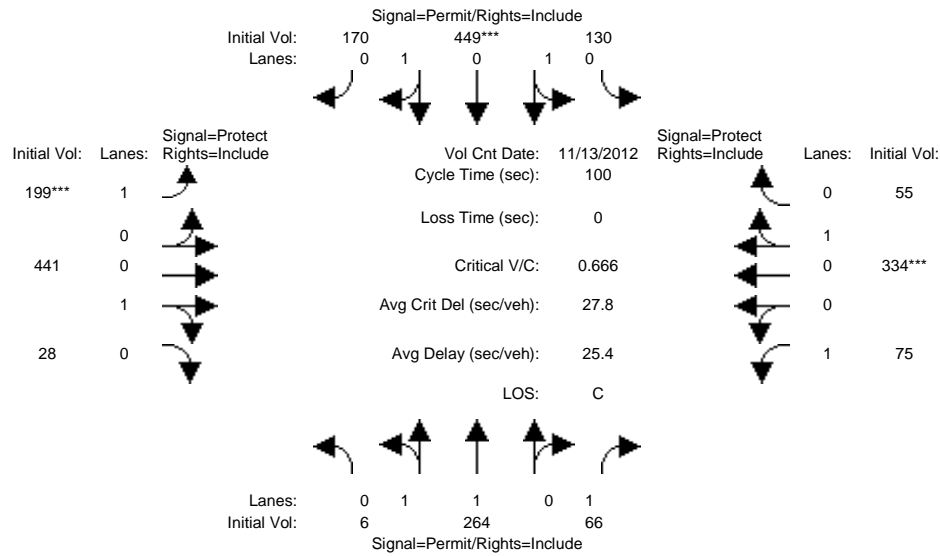 Signal=Permit/Rights=Include
Initial Vol: 170 449*** 130
Lanes: 0 1 0 1 0
Signal=Protect
Initial Vol: Lanes: Rights=Include
Vol Cnt Date: 11/13/2012
Signal=Protect
Rights=Include Lanes: Initial Vol:
Cycle Time (sec): 100
199*** 1
0 55
Loss Time (sec): 0
0
1
441 0
Critical V/C: 0.666
0 334***
1
Avg Crit Del (sec/veh): 27.8
0
28 0
Avg Delay (sec/veh): 25.4
1 75
LOS: C
Lanes: 0 1 1 0 1
Initial Vol: 6 264 66
Signal=Permit/Rights=Include